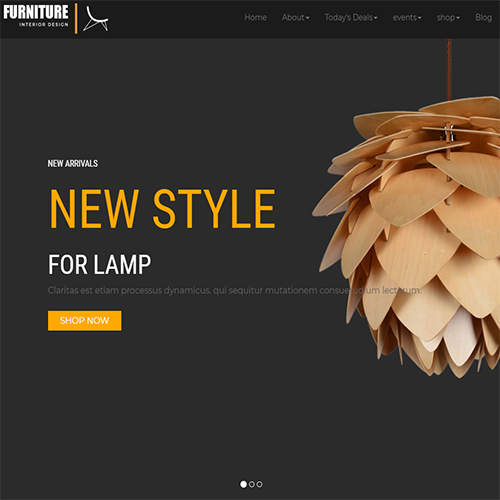 FURNITURE
INTERIOR DESIGN
Home About Today's Deals events shop Blog
NEW ARRIVALS
NEW STYLE
FOR LAMP
Claritas est etiam processus dynamicus, qui sequitur mutationem consuetudium lectorum.
SHOP NOW